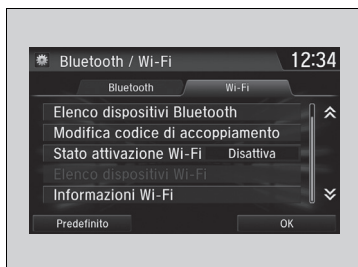 Bluetooth / Wi-Fi 12:34
Bluetooth Wi-Fi
Elenco dispositivi Bluetooth
Modifica codice di accoppiamento
Stato attivazione Wi-Fi Disattiva
Elenco dispositivi Wi-Fi
Informazioni Wi-Fi
Predefinito OK